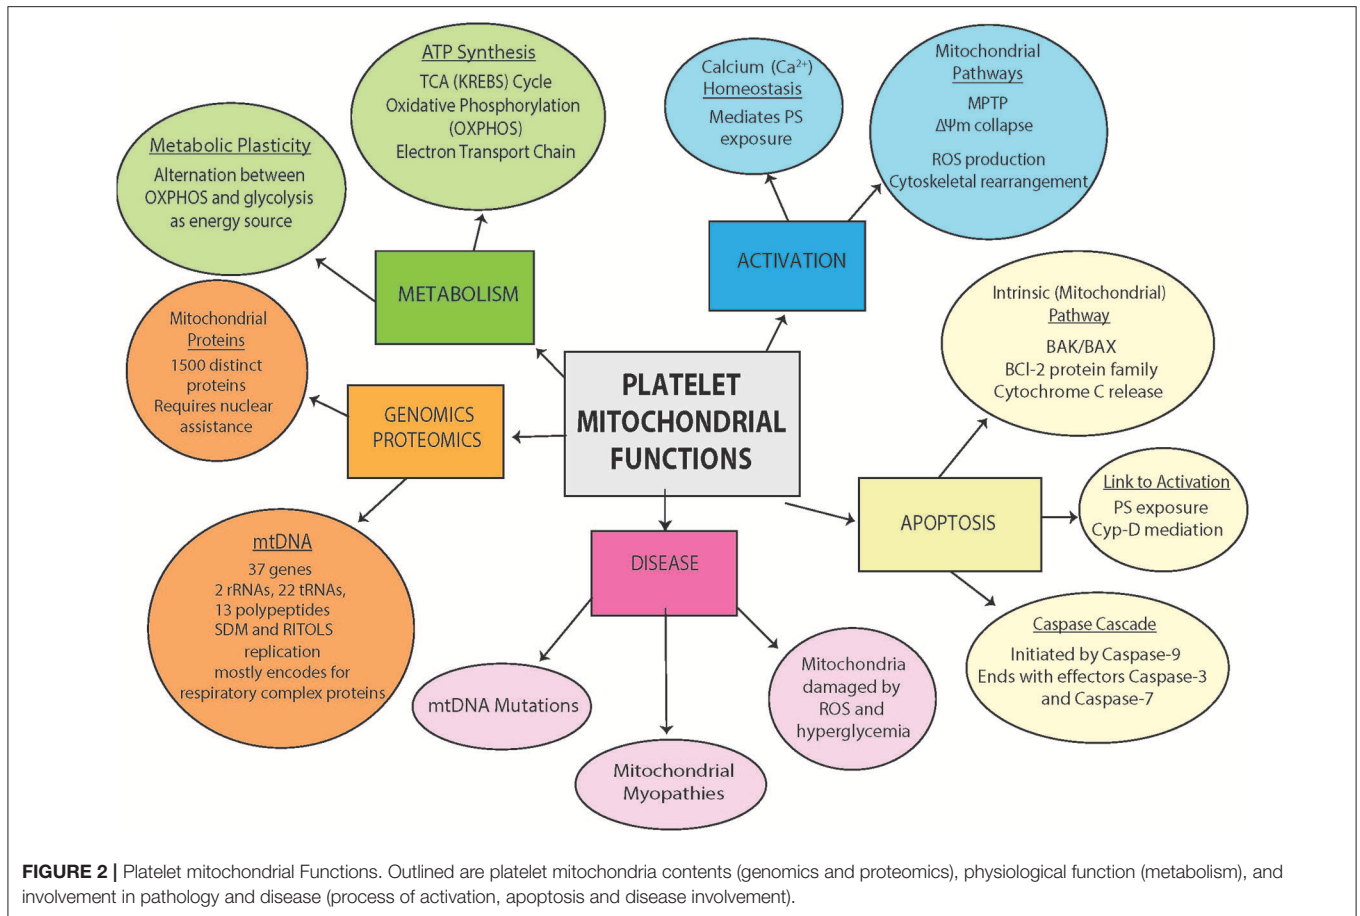 ATP Synthesis
TCA (KREBS) Cycle
Oxidative Phosphorylation
(OXPHOS)
Electron Transport Chain
Metabolic Plasticity
Alternation between
OXPHOS and glycolysis
as energy source
METABOLISM
Calcium (Ca²⁺)
Homeostasis
Mediates PS
exposure
Mitochondrial
Pathways
MPTP
ΔΨm collapse
ROS production
Cytoskeletal rearrangement
ACTIVATION
Mitochondrial
Proteins
1500 distinct
proteins
Requires nuclear
assistance
GENOMICS
PROTEOMICS
mtDNA
37 genes
2 rRNAs, 22 tRNAs,
13 polypeptides
SDM and RITOLS
replication
mostly encodes for
respiratory complex proteins
PLATELET
MITOCHONDRIAL
FUNCTIONS
Intrinsic (Mitochondrial)
Pathway
BAK/BAX
BCl-2 protein family
Cytochrome C release
APOPTOSIS
Link to Activation
PS exposure
Cyp-D mediation
Caspase Cascade
Initiated by Caspase-9
Ends with effectors Caspase-3
and Caspase-7
DISEASE
mtDNA Mutations
Mitochondrial
Myopathies
Mitochondria
damaged by
ROS and
hyperglycemia
FIGURE 2 | Platelet mitochondrial Functions. Outlined are platelet mitochondria contents (genomics and proteomics), physiological function (metabolism), and
involvement in pathology and disease (process of activation, apoptosis and disease involvement).